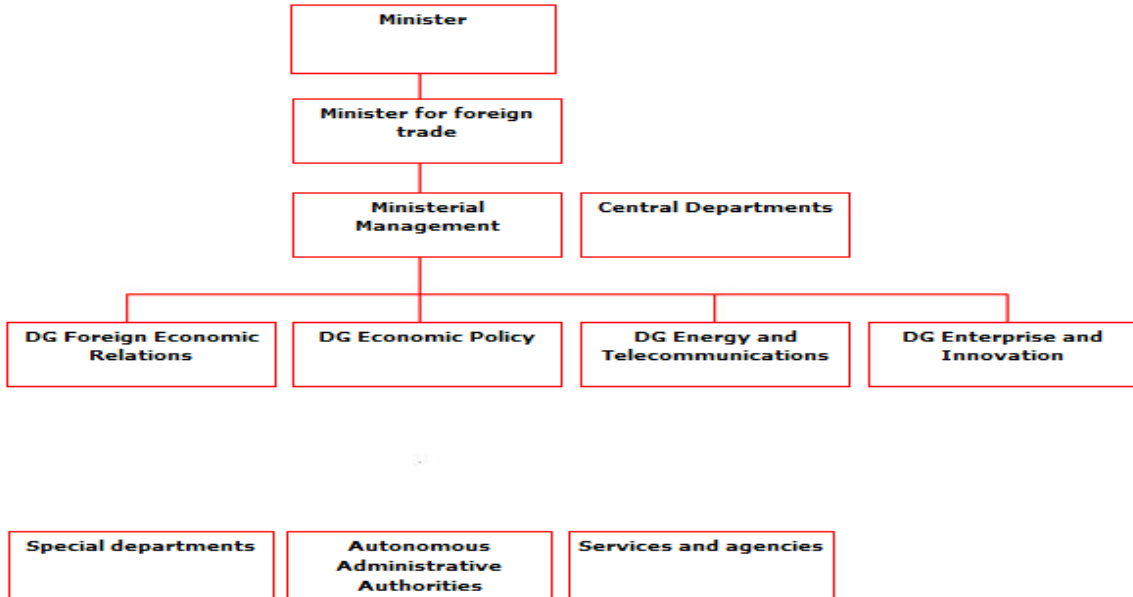 Minister
Minister for foreign
trade
Ministerial
Management
Central Departments
DG Foreign Economic
Relations
DG Economic Policy
DG Energy and
Telecommunications
DG Enterprise and
Innovation
Special departments
Autonomous
Administrative
Authorities
Services and agencies